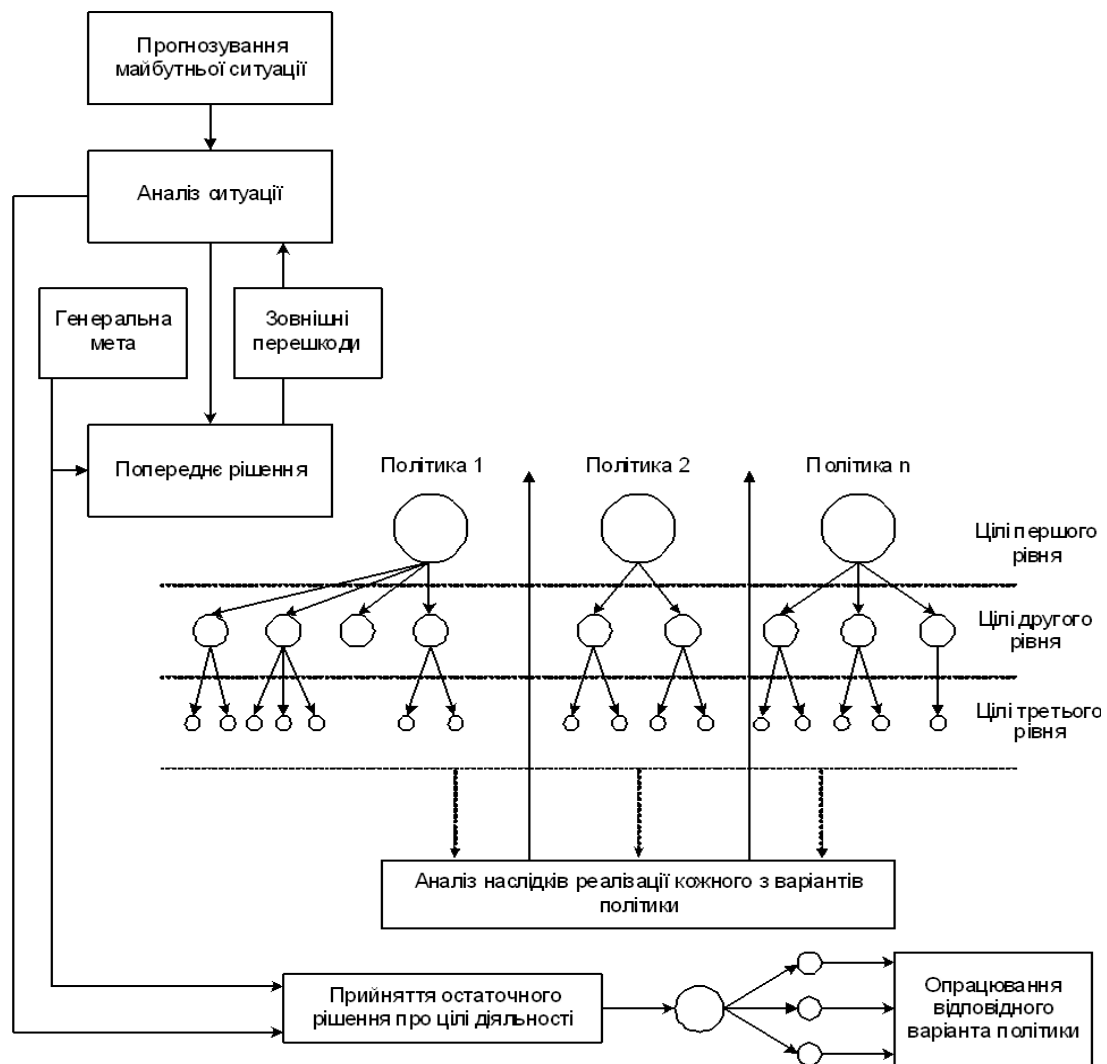 Прогнозування
майбутньої ситуації
Аналіз ситуації
Генеральна
мета
Зовнішні
перешкоди
Попереднє рішення
Політика 1
Політика 2
Політика n
Цілі першого
рівня
Цілі другого
рівня
Цілі третього
рівня
Аналіз наслідків реалізації кожного з варіантів
політики
Прийняття остаточного
рішення про цілі діяльності
Опрацювання
відповідного
варіанта політики